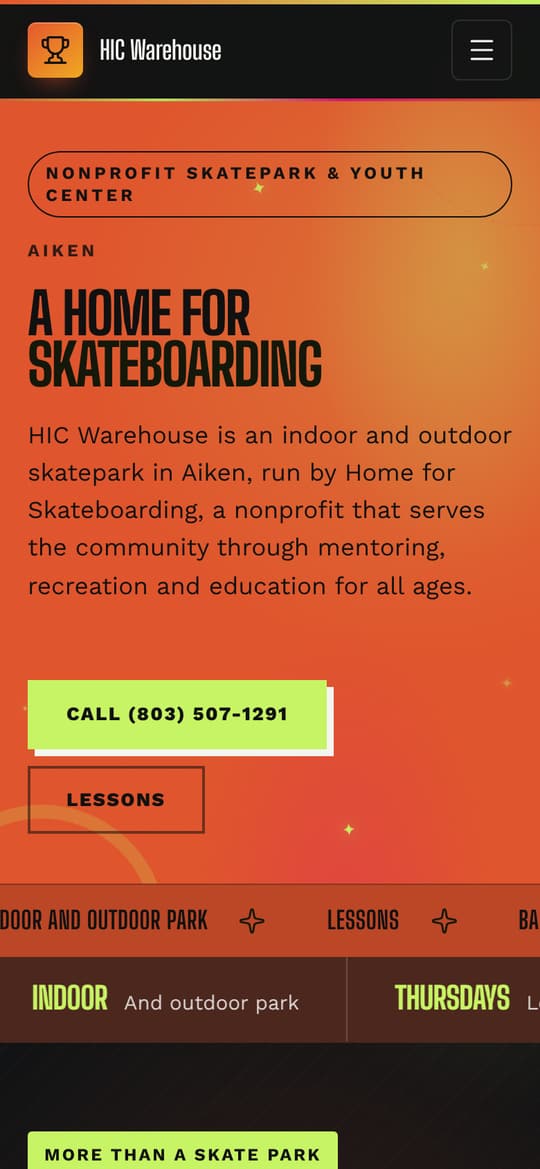 HIC Warehouse
NONPROFIT SKATEPARK & YOUTH
CENTER
AIKEN
A HOME FOR
SKATEBOARDING
HIC Warehouse is an indoor and outdoor
skatepark in Aiken, run by Home for
Skateboarding, a nonprofit that serves
the community through mentoring,
recreation and education for all ages.
CALL (803) 507-1291
LESSONS
DOOR AND OUTDOOR PARK LESSONS BA
INDOOR And outdoor park THURSDAYS
MORE THAN A SKATE PARK